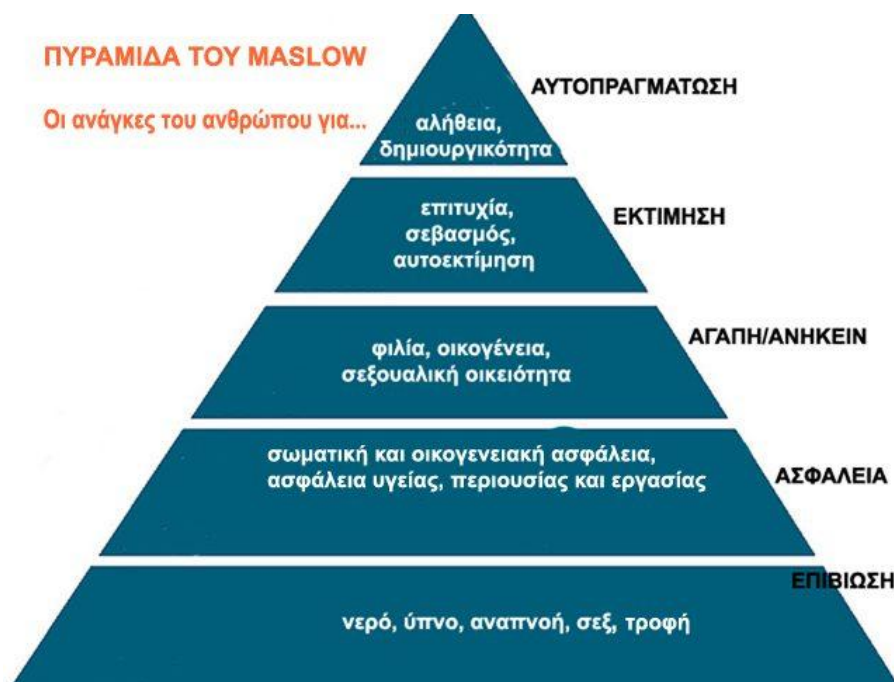 ΠΥΡΑΜΙΔΑ ΤΟΥ MASLOW
Οι ανάγκες του ανθρώπου για...
ΑΥΤΟΠΡΑΓΜΑΤΩΣΗ
αλήθεια,
δημιουργικότητα
ΕΚΤΙΜΗΣΗ
επιτυχία,
σεβασμός,
αυτοεκτίμηση
ΑΓΑΠΗ/ΑΝΗΚΕΙΝ
φιλία, οικογένεια,
σεξουαλική οικειότητα
ΑΣΦΑΛΕΙΑ
σωματική και οικογενειακή ασφάλεια,
ασφάλεια υγείας, περιουσίας και εργασίας
ΕΠΙΒΙΩΣΗ
νερό, ύπνο, αναπνοή, σεξ, τροφή